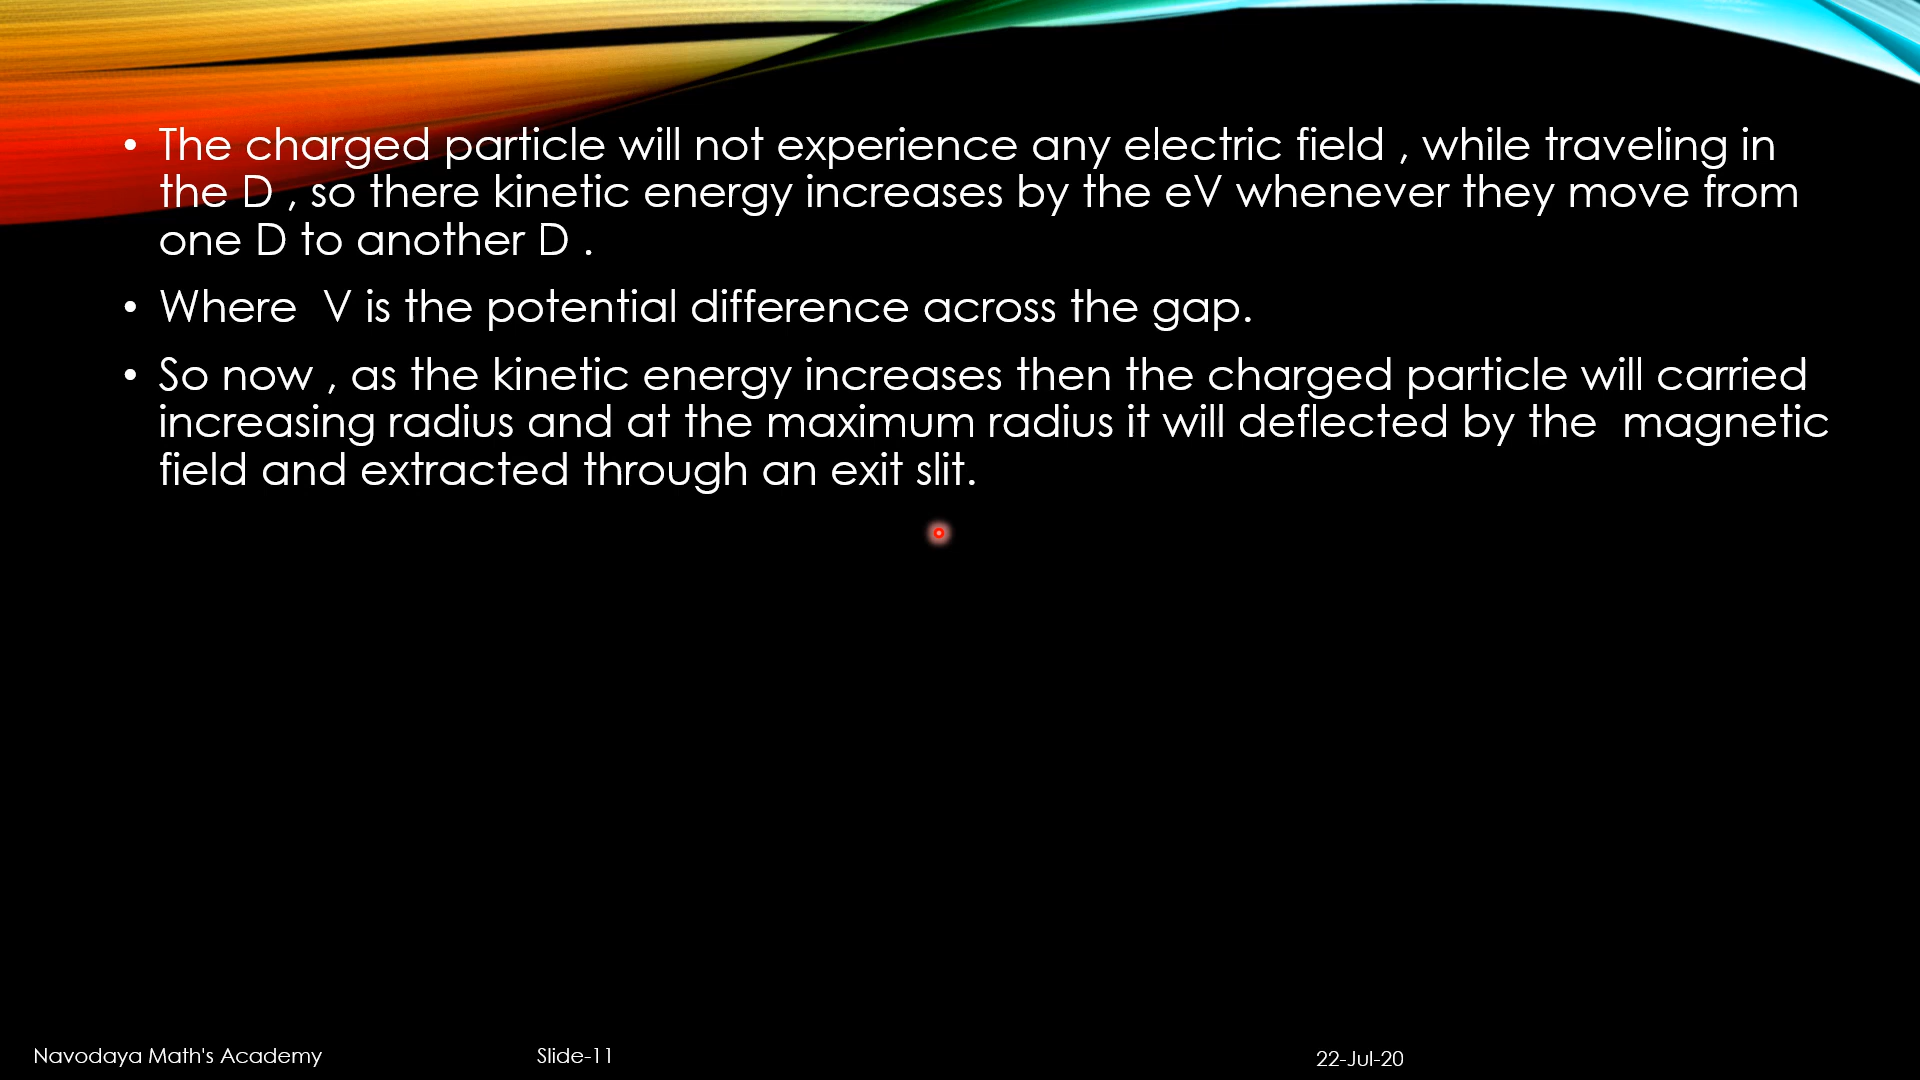 • The charged particle will not experience any electric field , while traveling in
the D , so there kinetic energy increases by the eV whenever they move from
one D to another D .
• Where  V is the potential difference across the gap.
• So now , as the kinetic energy increases then the charged particle will carried
increasing radius and at the maximum radius it will deflected by the  magnetic
field and extracted through an exit slit.
Navodaya Math's Academy
Slide-11
22-Jul-20